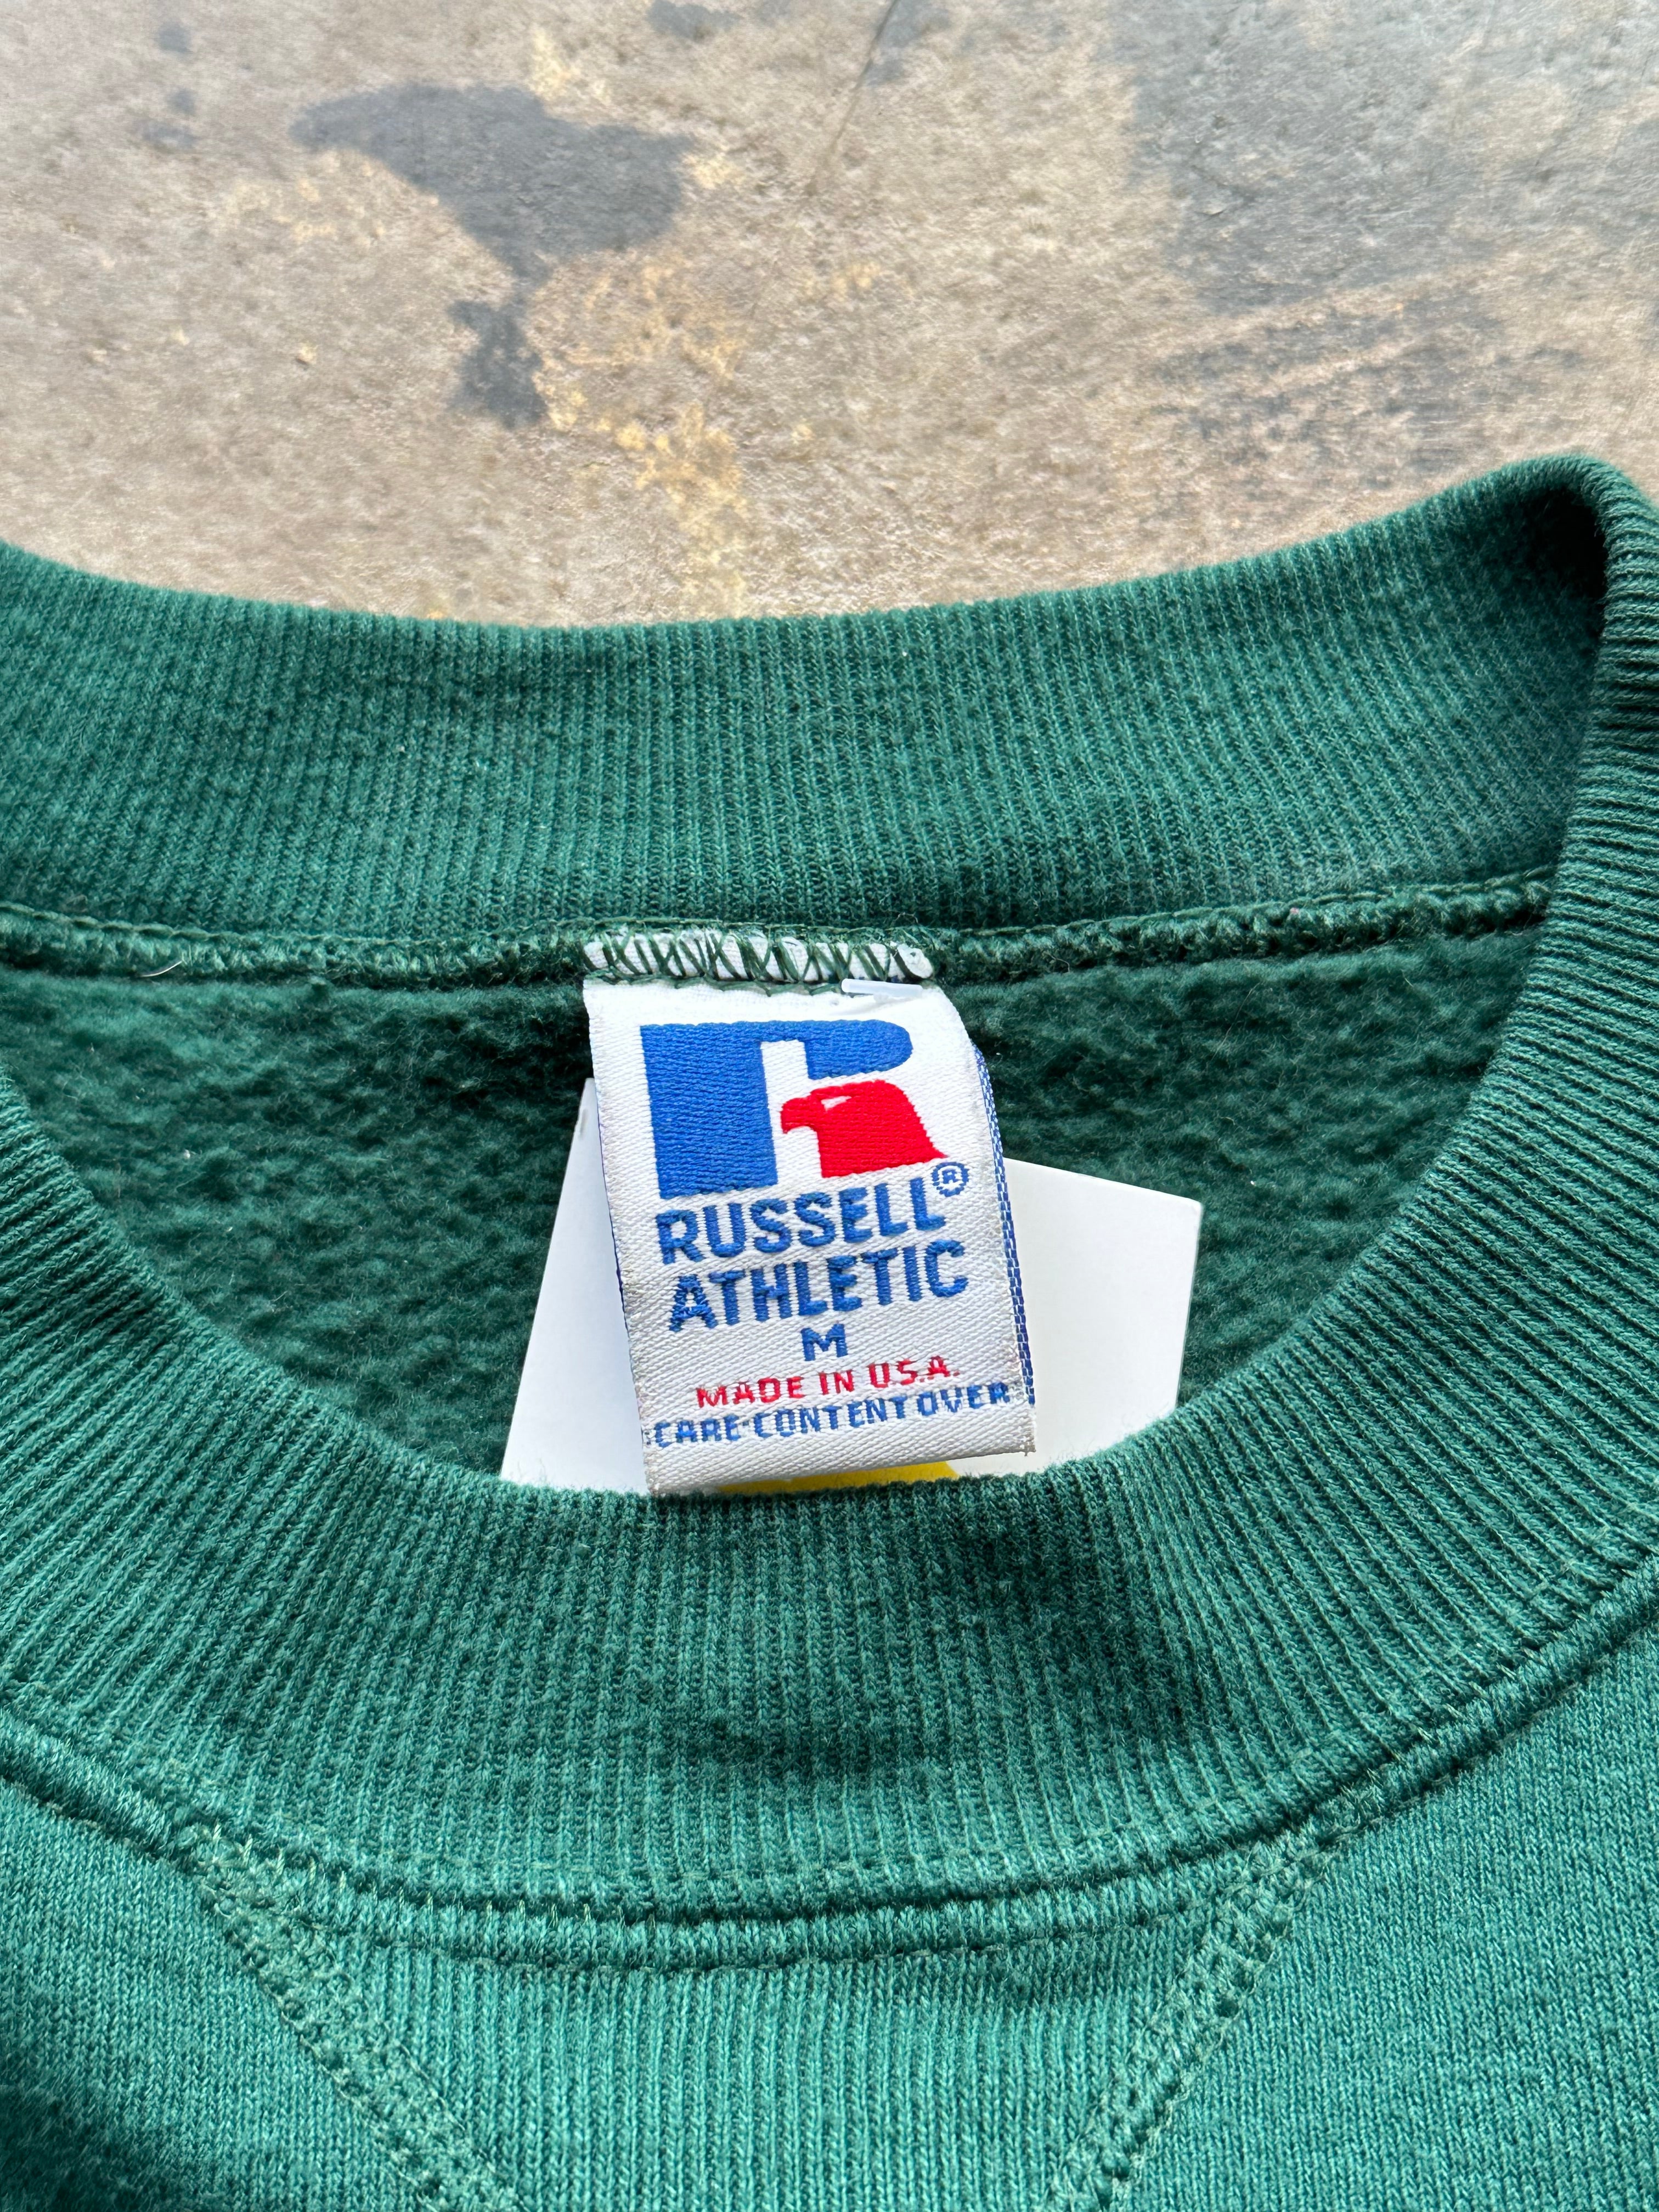 R
RUSSELL®
ATHLETIC
M
MADE IN U.S.A.
CARE-CONTENT OVER